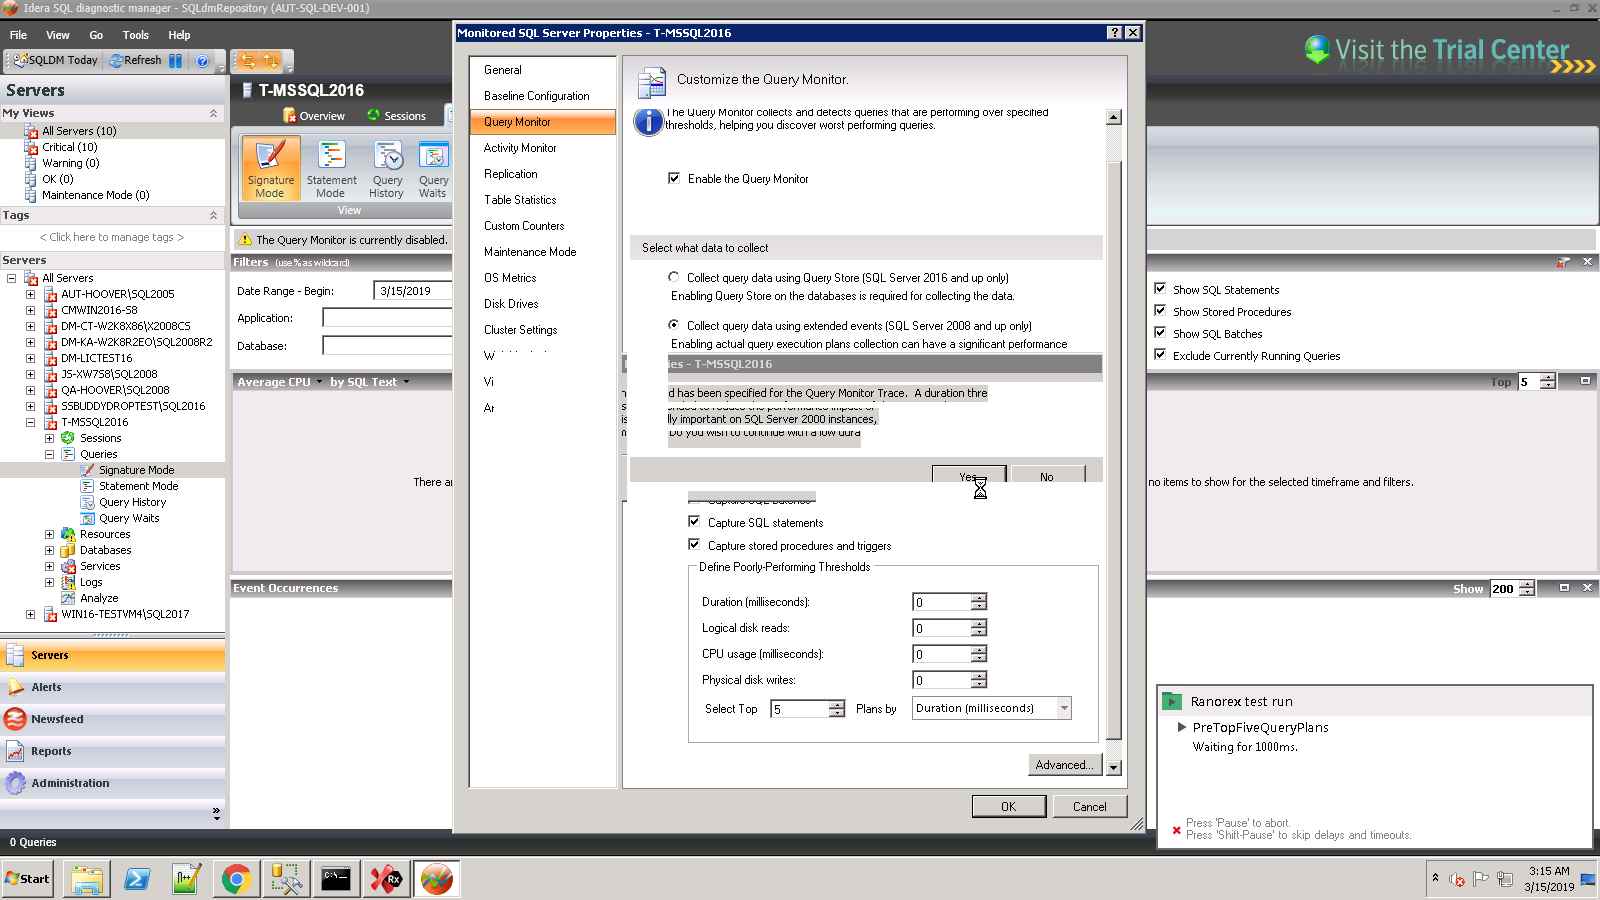 Idera SQL diagnostic manager - SQLdmRepository (AUT-SQL-DEV-001)
File View Go Tools Help
SQLDM Today Refresh
Visit the Trial Center
Servers
My Views
All Servers (10)
Critical (10)
Warning (0)
OK (0)
Maintenance Mode (0)
Tags
< Click here to manage tags >
Servers
All Servers
AUT-HOOVER\SQL2005
CMWIN2016-58
DM-CT-W2K8X86\X2008CS
DM-KA-W2K8R2EO\SQL2008R2
DM-LICTEST16
JS-XW7S8\SQL2008
QA-HOOVER\SQL2008
SSBUDDYDROPTEST\SQL2016
T-MSSQL2016
Sessions
Queries
Signature Mode
Statement Mode
Query History
Query Waits
Resources
Databases
Services
Logs
Analyze
WIN16-TESTVM4\SQL2017
Servers
Alerts
Newsfeed
Reports
Administration
0 Queries
T-MSSQL2016
Overview Sessions
Signature Mode
Statement Mode
Query History
Query Waits
View
The Query Monitor is currently disabled.
Filters (use % as wildcard)
Date Range - Begin: 3/15/2019
Application:
Database:
Average CPU by SQL Text
There ar
Event Occurrences
Monitored SQL Server Properties - T-MSSQL2016
General
Baseline Configuration
Query Monitor
Activity Monitor
Replication
Table Statistics
Custom Counters
Maintenance Mode
OS Metrics
Disk Drives
Cluster Settings
W
Vi
Ar
Customize the Query Monitor.
The Query Monitor collects and detects queries that are performing over specified
thresholds, helping you discover worst performing queries.
Enable the Query Monitor
Select what data to collect
Collect query data using Query Store (SQL Server 2016 and up only)
Enabling Query Store on the databases is required for collecting the data.
Collect query data using extended events (SQL Server 2008 and up only)
Enabling actual query execution plans collection can have a significant performance
ies - T-MSSQL2016
d has been specified for the Query Monitor Trace. A duration thre
nded to reduce the performance impact of
lly important on SQL Server 2000 instances,
Do you wish to continue with a low dura
Yes No
Capture SQL batches
Capture SQL statements
Capture stored procedures and triggers
Define Poorly-Performing Thresholds
Duration (milliseconds): 0
Logical disk reads: 0
CPU usage (milliseconds): 0
Physical disk writes: 0
Select Top 5 Plans by Duration (milliseconds)
Advanced...
OK Cancel
Show SQL Statements
Show Stored Procedures
Show SQL Batches
Exclude Currently Running Queries
Top 5
no items to show for the selected timeframe and filters.
Show 200
Ranorex test run
PreTopFiveQueryPlans
Waiting for 1000ms.
Press 'Pause' to abort.
Press 'Shift-Pause' to skip delays and timeouts.
Start
C:\_
Rx
3:15 AM
3/15/2019